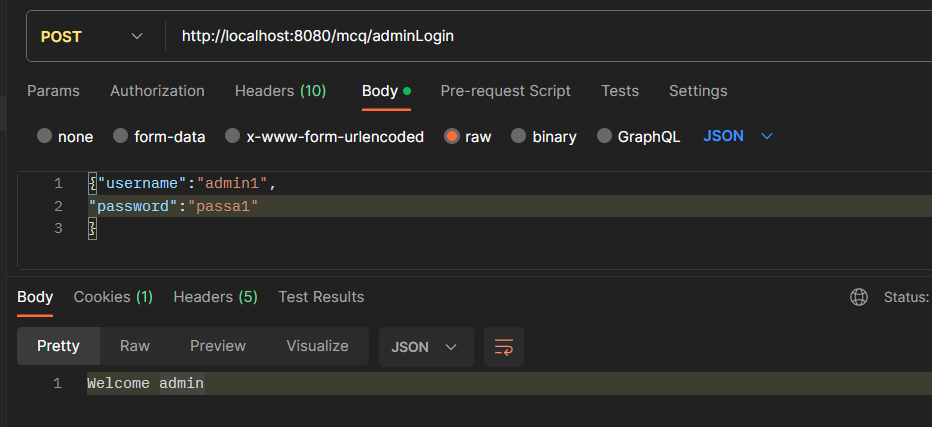 POST http://localhost:8080/mcq/adminLogin
Params Authorization Headers (10) Body Pre-request Script Tests Settings
none form-data x-www-form-urlencoded raw binary GraphQL JSON
1 {"username":"admin1",
2 "password":"passa1"
3 }
Body Cookies (1) Headers (5) Test Results Status:
Pretty Raw Preview Visualize JSON
1 Welcome admin